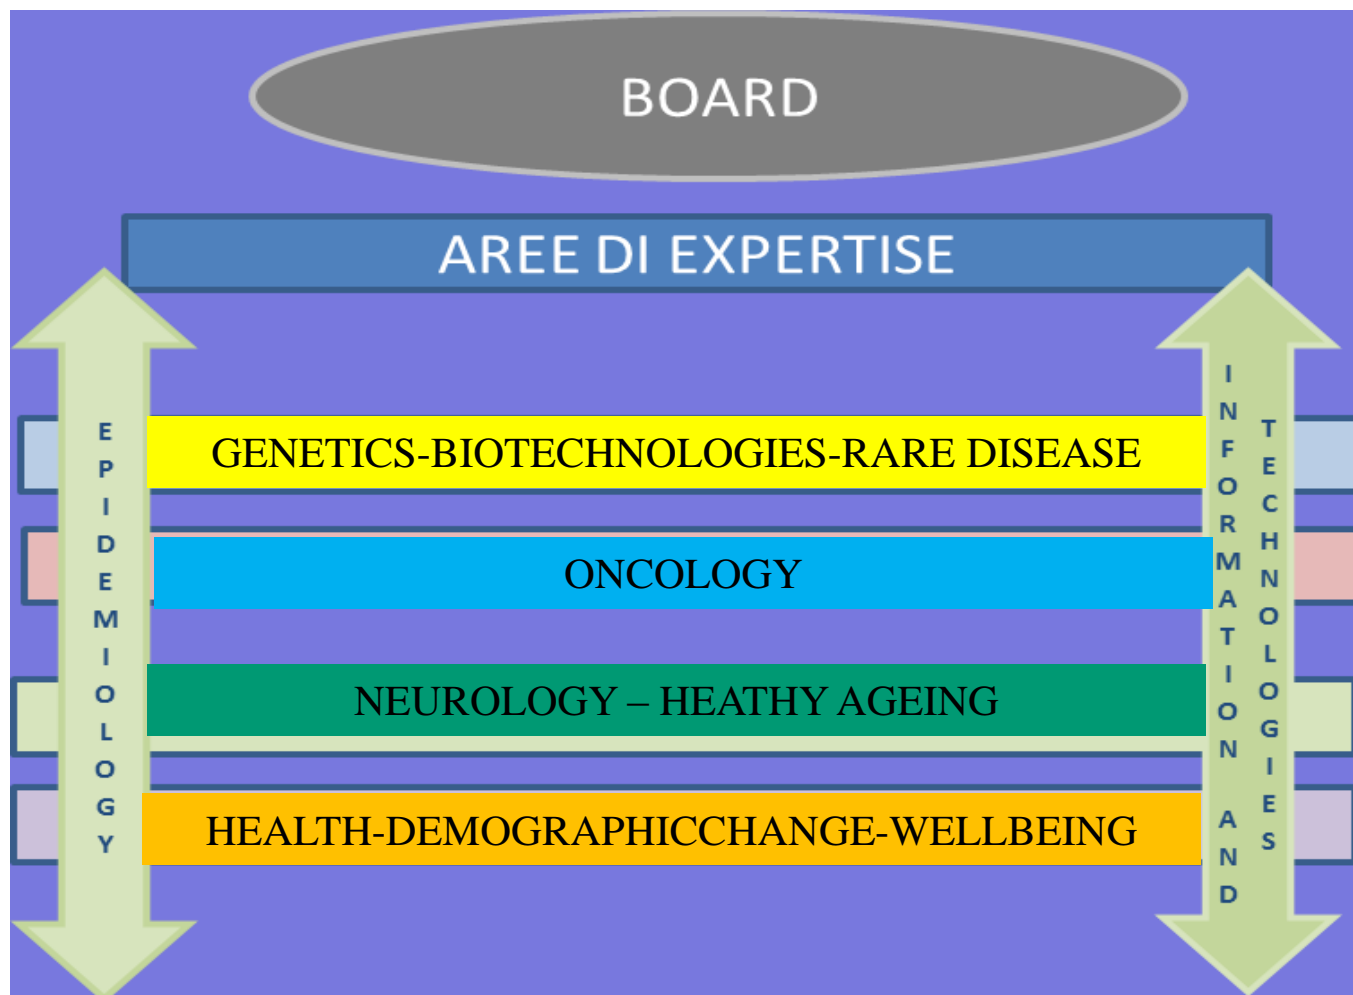 BOARD
AREE DI EXPERTISE
EPIDEMIOLOGY
GENETICS-BIOTECHNOLOGIES-RARE DISEASE
ONCOLOGY
NEUROLOGY – HEATHY AGEING
HEALTH-DEMOGRAPHICCHANGE-WELLBEING
INFORMATION AND
TECHNOLOGIES